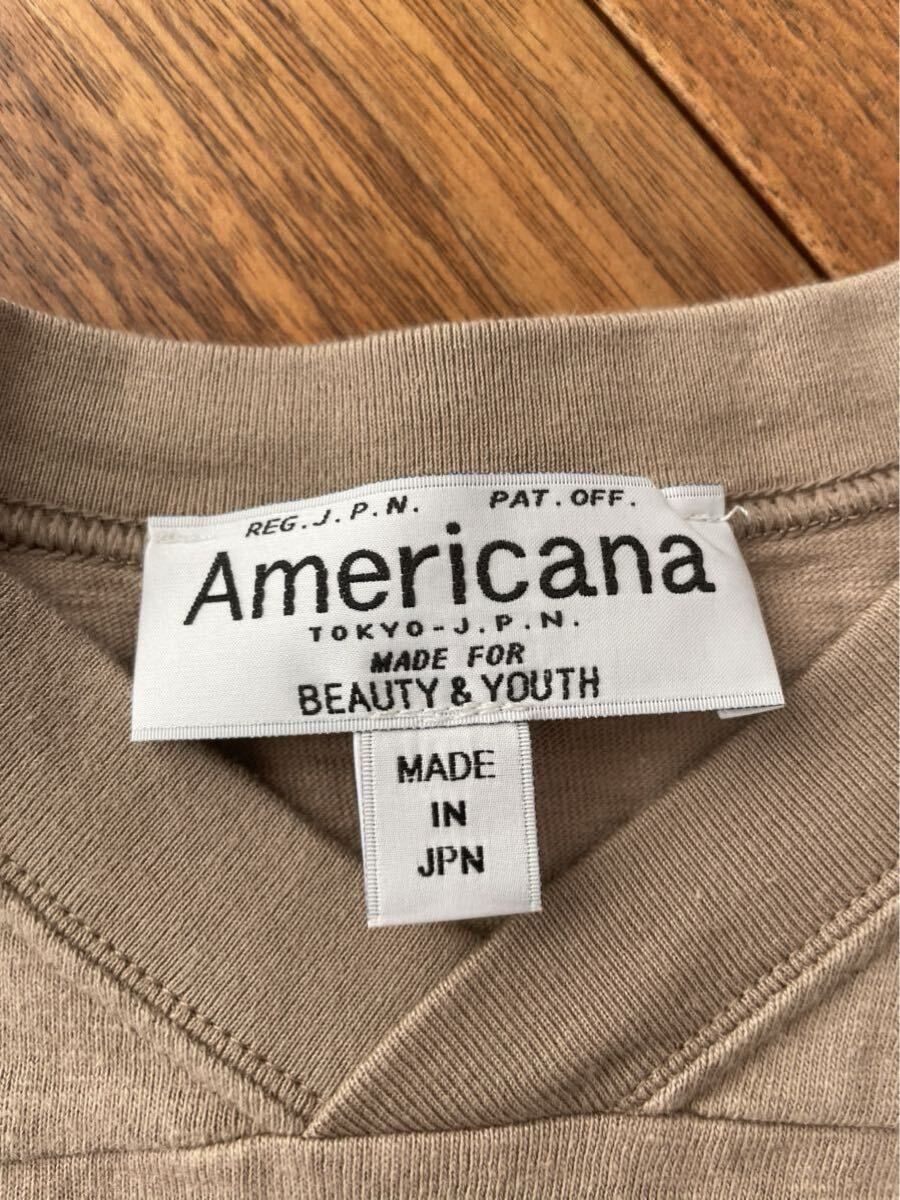 REG.J.P.N. PAT.OFF.
Americana
TOKYO-J.P.N.
MADE FOR
BEAUTY & YOUTH
MADE
IN
JPN